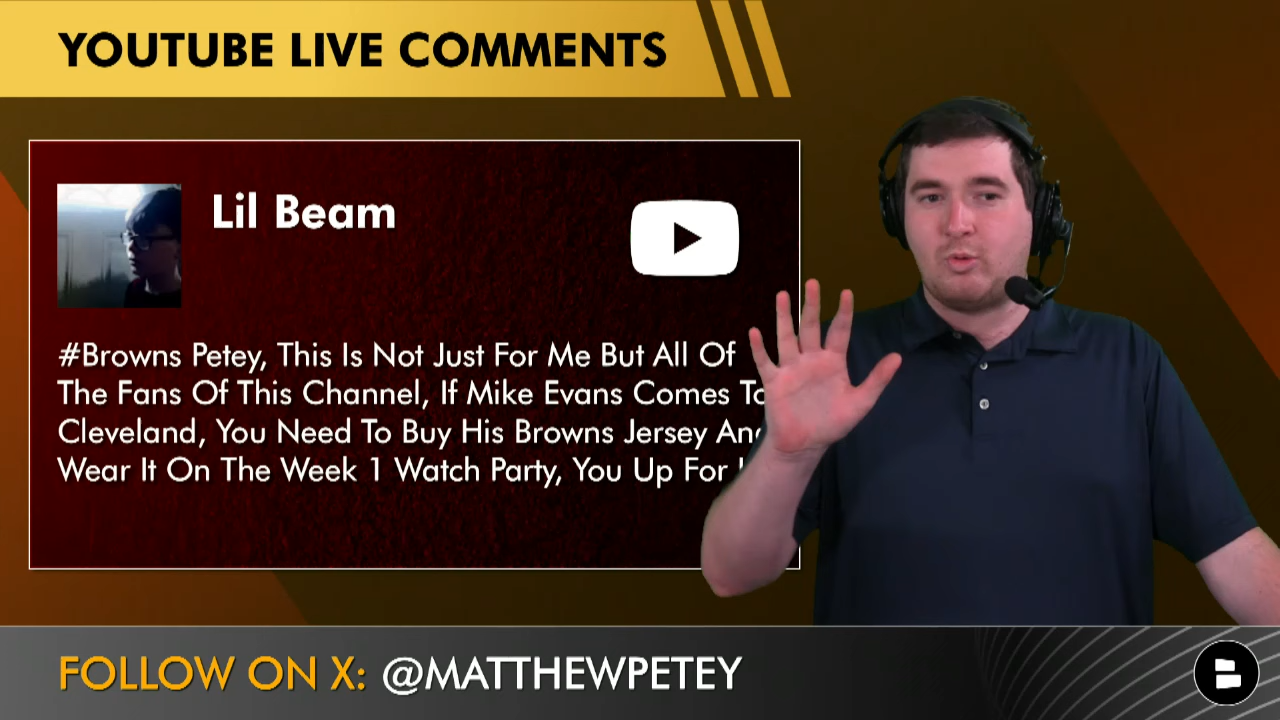 YOUTUBE LIVE COMMENTS
Lil Beam
#Browns Petey, This Is Not Just For Me But All Of
The Fans Of This Channel, If Mike Evans Comes To
Cleveland, You Need To Buy His Browns Jersey And
Wear It On The Week 1 Watch Party, You Up For
FOLLOW ON X: @MATTHEWPETEY